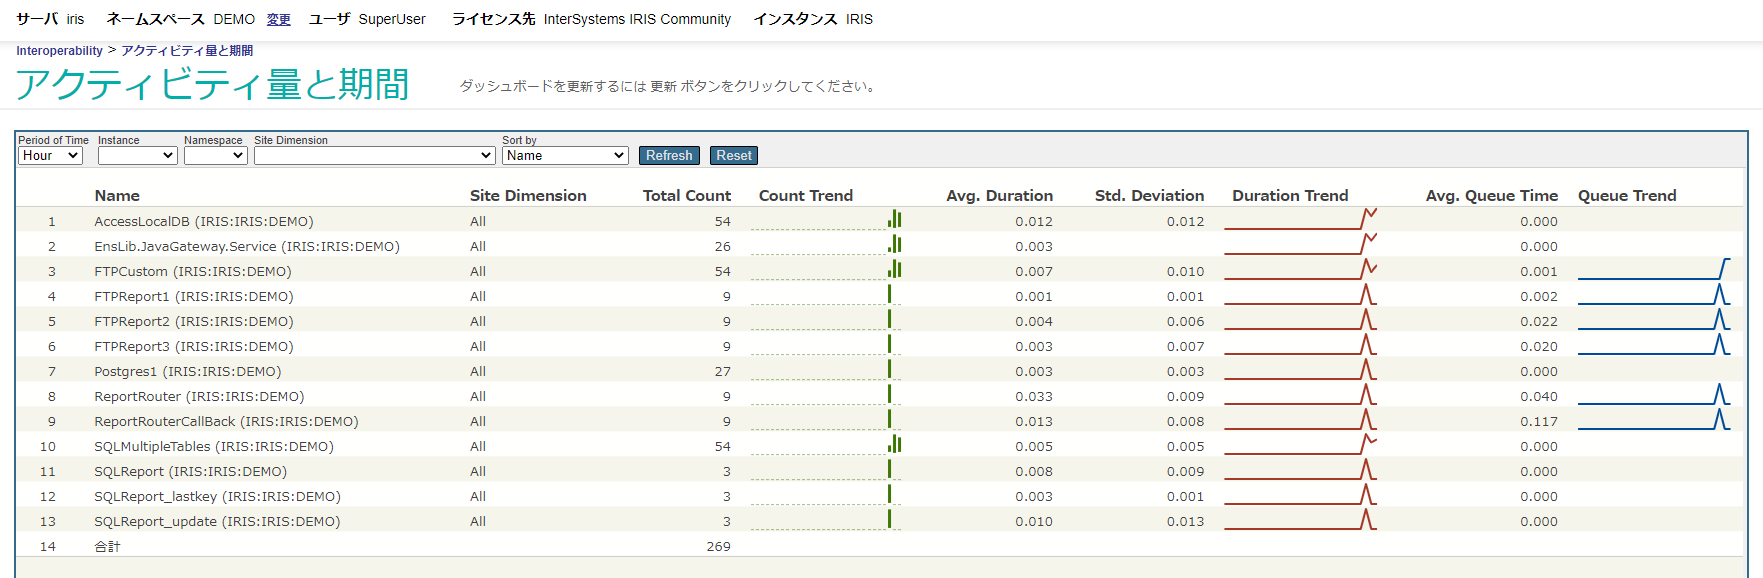 サーバ iris ネームスペース DEMO 変更 ユーザ SuperUser ライセンス先 InterSystems IRIS Community インスタンス IRIS
Interoperability > アクティビティ量と期間
アクティビティ量と期間 ダッシュボードを更新するには 更新 ボタンをクリックしてください。
Period of Time Instance Namespace Site Dimension Sort by
Hour Name Refresh Reset
Name Site Dimension Total Count Count Trend Avg. Duration Std. Deviation Duration Trend Avg. Queue Time Queue Trend
1 AccessLocalDB (IRIS:IRIS:DEMO) All 54 0.012 0.012 0.000
2 EnsLib.JavaGateway.Service (IRIS:IRIS:DEMO) All 26 0.003 0.000
3 FTPCustom (IRIS:IRIS:DEMO) All 54 0.007 0.010 0.001
4 FTPReport1 (IRIS:IRIS:DEMO) All 9 0.001 0.001 0.002
5 FTPReport2 (IRIS:IRIS:DEMO) All 9 0.004 0.006 0.022
6 FTPReport3 (IRIS:IRIS:DEMO) All 9 0.003 0.007 0.020
7 Postgres1 (IRIS:IRIS:DEMO) All 27 0.003 0.003 0.000
8 ReportRouter (IRIS:IRIS:DEMO) All 9 0.033 0.009 0.040
9 ReportRouterCallBack (IRIS:IRIS:DEMO) All 9 0.013 0.008 0.117
10 SQLMultipleTables (IRIS:IRIS:DEMO) All 54 0.005 0.005 0.000
11 SQLReport (IRIS:IRIS:DEMO) All 3 0.008 0.009 0.000
12 SQLReport_lastkey (IRIS:IRIS:DEMO) All 3 0.003 0.001 0.000
13 SQLReport_update (IRIS:IRIS:DEMO) All 3 0.010 0.013 0.000
14 合計 269